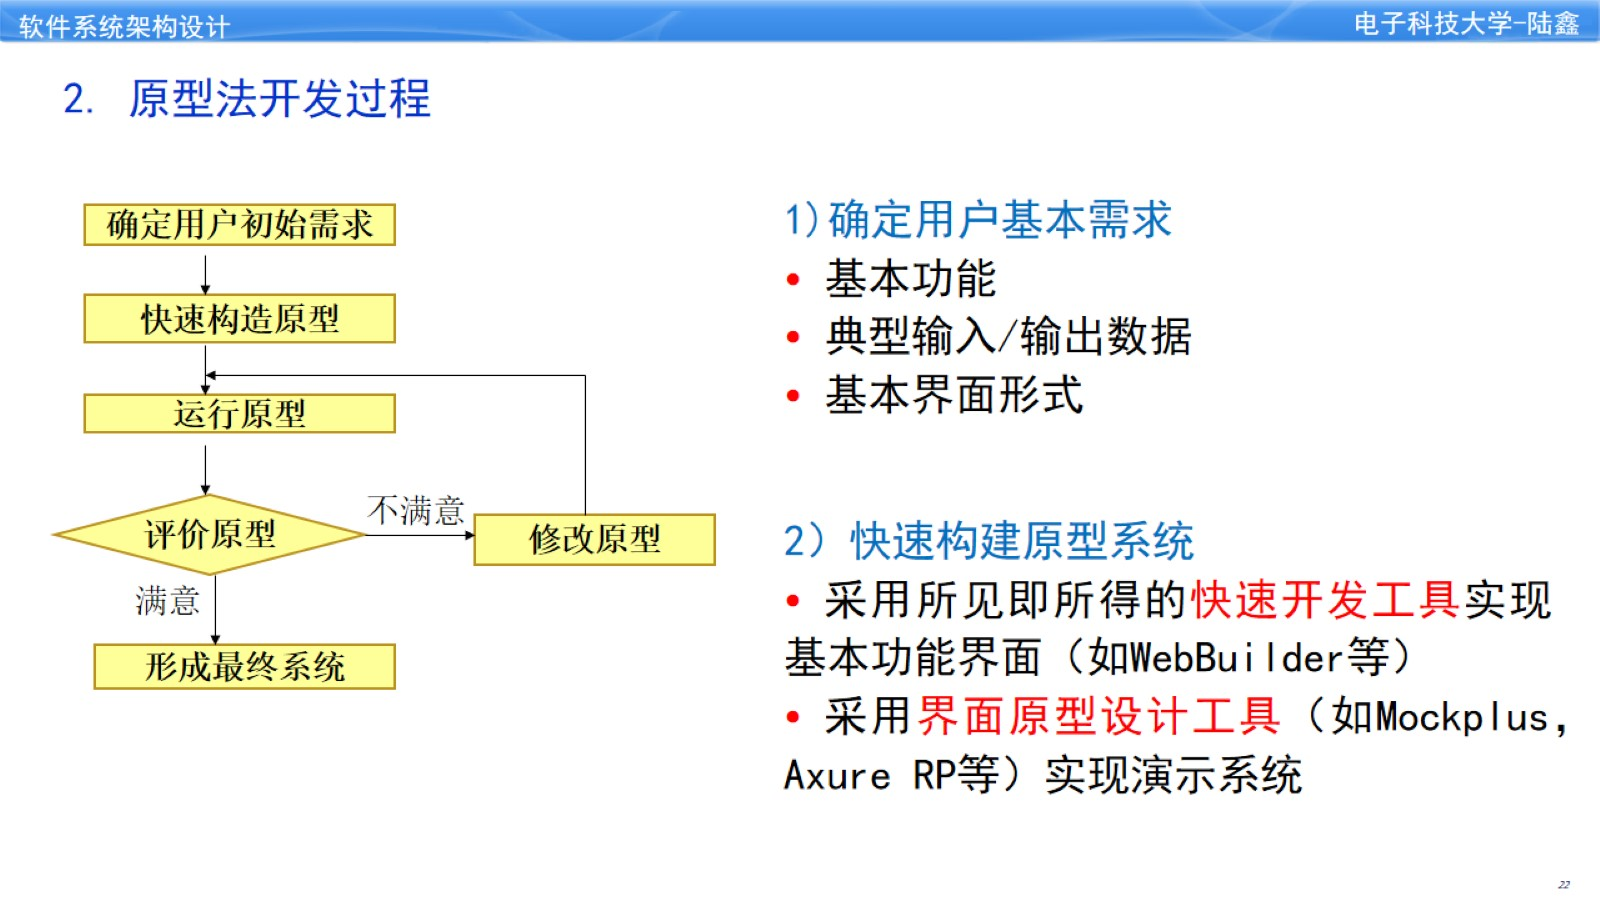 软件系统架构设计
电子科技大学-陆鑫
2. 原型法开发过程
确定用户初始需求
快速构造原型
运行原型
评价原型
不满意
修改原型
满意
形成最终系统
1)确定用户基本需求
• 基本功能
• 典型输入/输出数据
• 基本界面形式
2）快速构建原型系统
• 采用所见即所得的快速开发工具实现
基本功能界面（如WebBuilder等）
• 采用界面原型设计工具（如Mockplus，
Axure RP等）实现演示系统
22